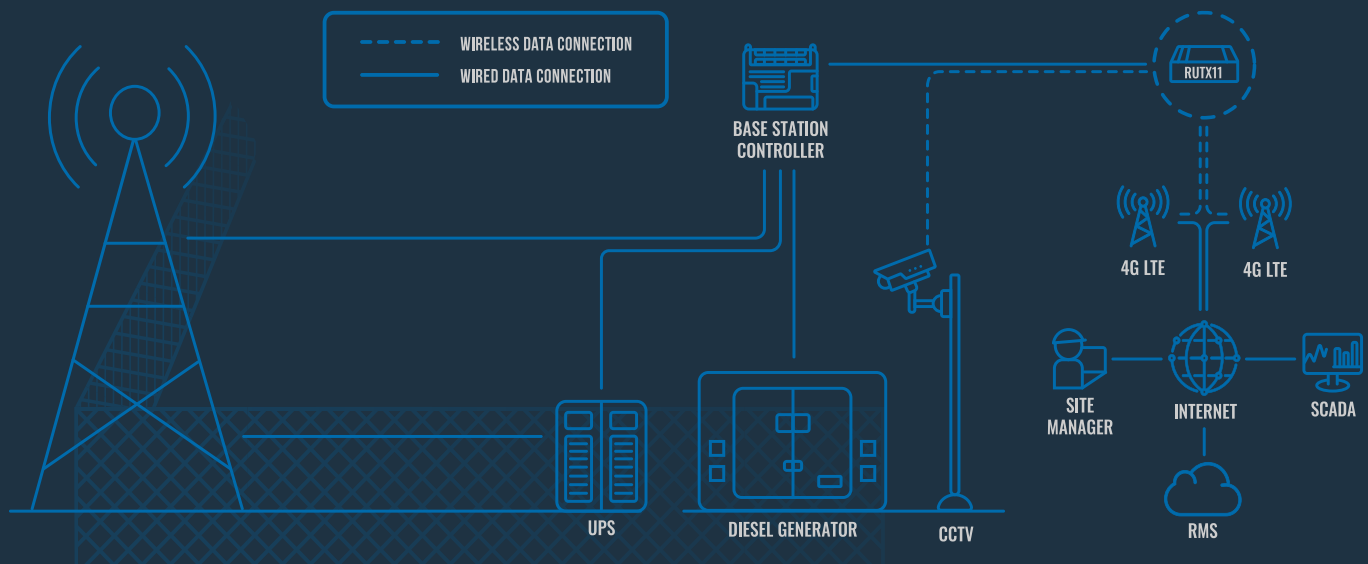 WIRELESS DATA CONNECTION
WIRED DATA CONNECTION
RUTX11
BASE STATION
CONTROLLER
4G LTE
4G LTE
SITE
MANAGER
INTERNET
SCADA
UPS
DIESEL GENERATOR
CCTV
RMS